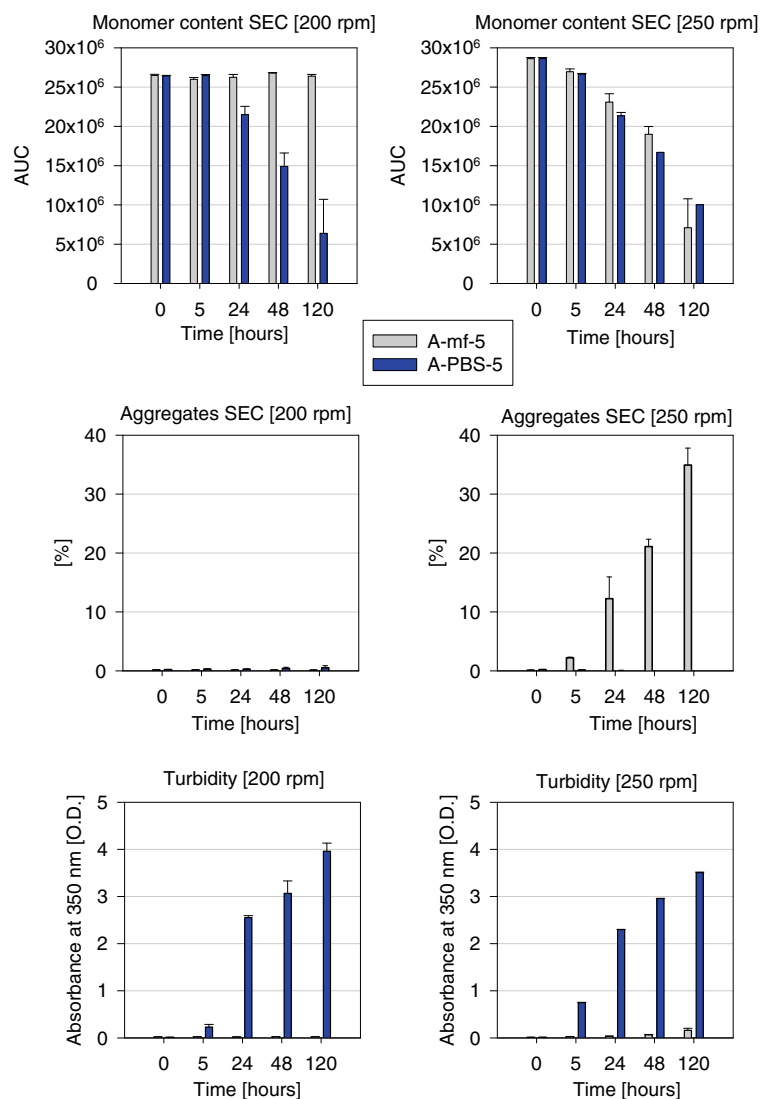 Monomer content SEC [200 rpm]
30x10⁶
25x10⁶
20x10⁶
15x10⁶
10x10⁶
5x10⁶
0
AUC
0 5 24 48 120
Time [hours]
Monomer content SEC [250 rpm]
30x10⁶
25x10⁶
20x10⁶
15x10⁶
10x10⁶
5x10⁶
0
AUC
0 5 24 48 120
Time [hours]
A-mf-5
A-PBS-5
Aggregates SEC [200 rpm]
40
30
20
10
0
[%]
0 5 24 48 120
Time [hours]
Aggregates SEC [250 rpm]
40
30
20
10
0
[%]
0 5 24 48 120
Time [hours]
Turbidity [200 rpm]
5
4
3
2
1
0
Absorbance at 350 nm [O.D.]
0 5 24 48 120
Time [hours]
Turbidity [250 rpm]
5
4
3
2
1
0
Absorbance at 350 nm [O.D.]
0 5 24 48 120
Time [hours]